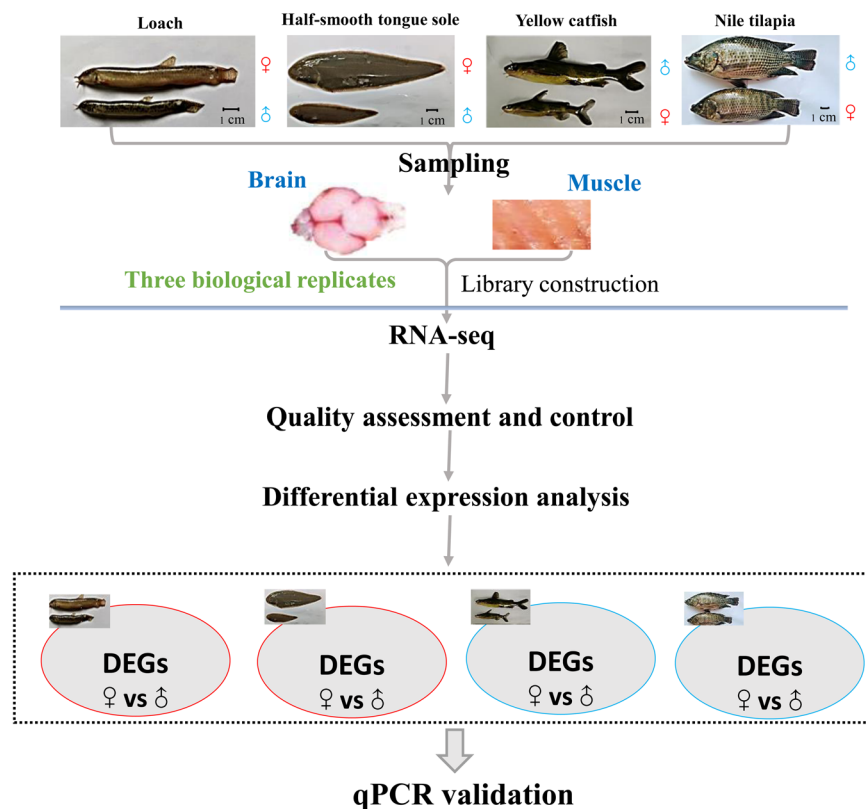 Loach
Half-smooth tongue sole
Yellow catfish
Nile tilapia
♀
♂
1 cm
♀
♂
1 cm
♂
♀
1 cm
♂
♀
1 cm
Sampling
Brain
Muscle
Three biological replicates
Library construction
RNA-seq
Quality assessment and control
Differential expression analysis
DEGs
♀ vs ♂
DEGs
♀ vs ♂
DEGs
♀ vs ♂
DEGs
♀ vs ♂
qPCR validation